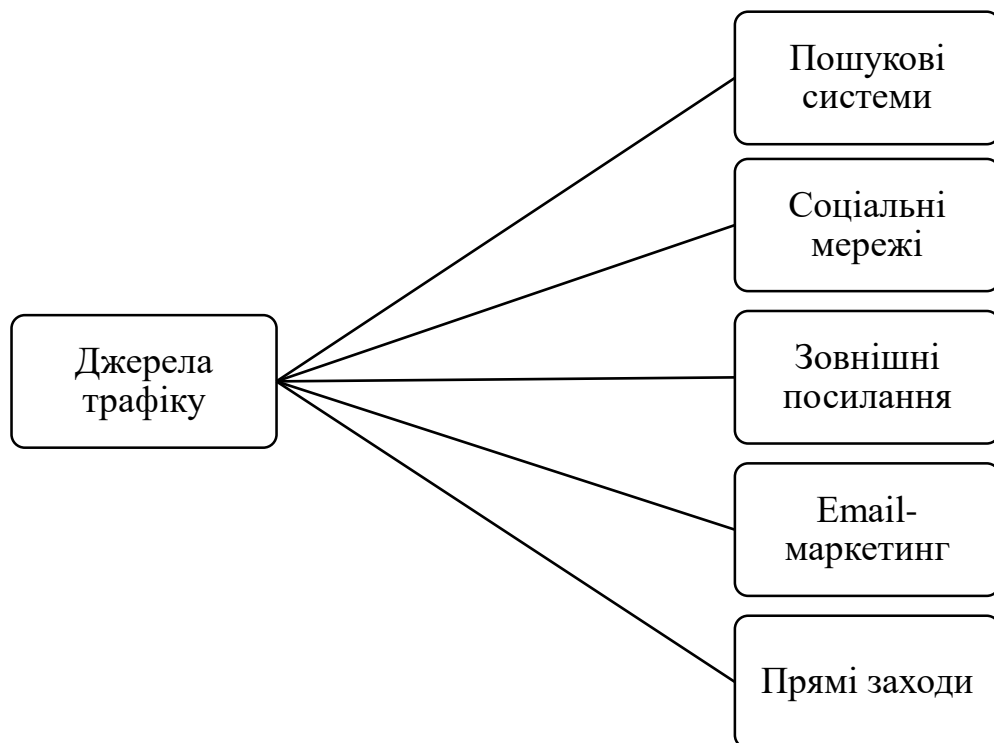 Пошукові
системи
Соціальні
мережі
Джерела
трафіку
Зовнішні
посилання
Email-
маркетинг
Прямі заходи